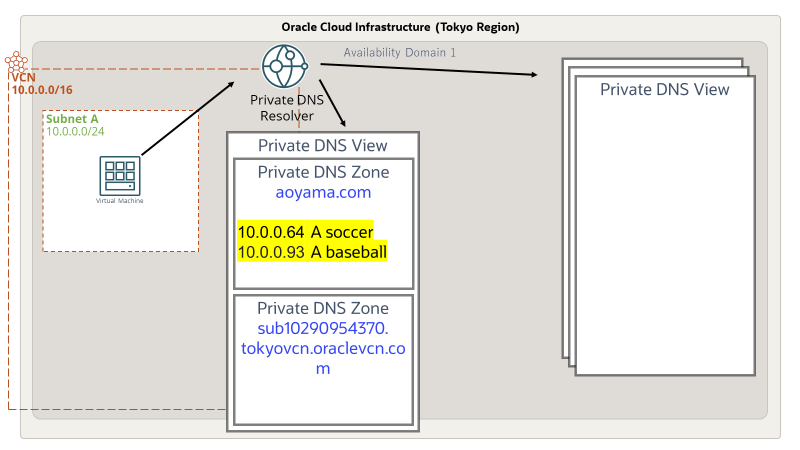 Oracle Cloud Infrastructure (Tokyo Region)
Availability Domain 1
VCN
10.0.0.0/16
Private DNS
Resolver
Subnet A
10.0.0.0/24
Virtual Machine
Private DNS View
Private DNS Zone
aoyama.com
10.0.0.64 A soccer
10.0.0.93 A baseball
Private DNS Zone
sub10290954370.
tokyovcn.oraclevcn.co
m
Private DNS View